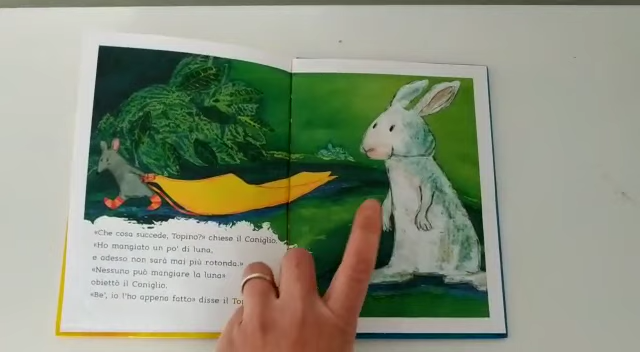 «Che cosa succede, Topino?» chiese il Coniglio.
«Ho mangiato un po' di luna,
e adesso non sarà mai più rotonda.»
«Nessuno può mangiare la luna»
obiettò il Coniglio.
«Be', io l'ho appena fatto» disse il